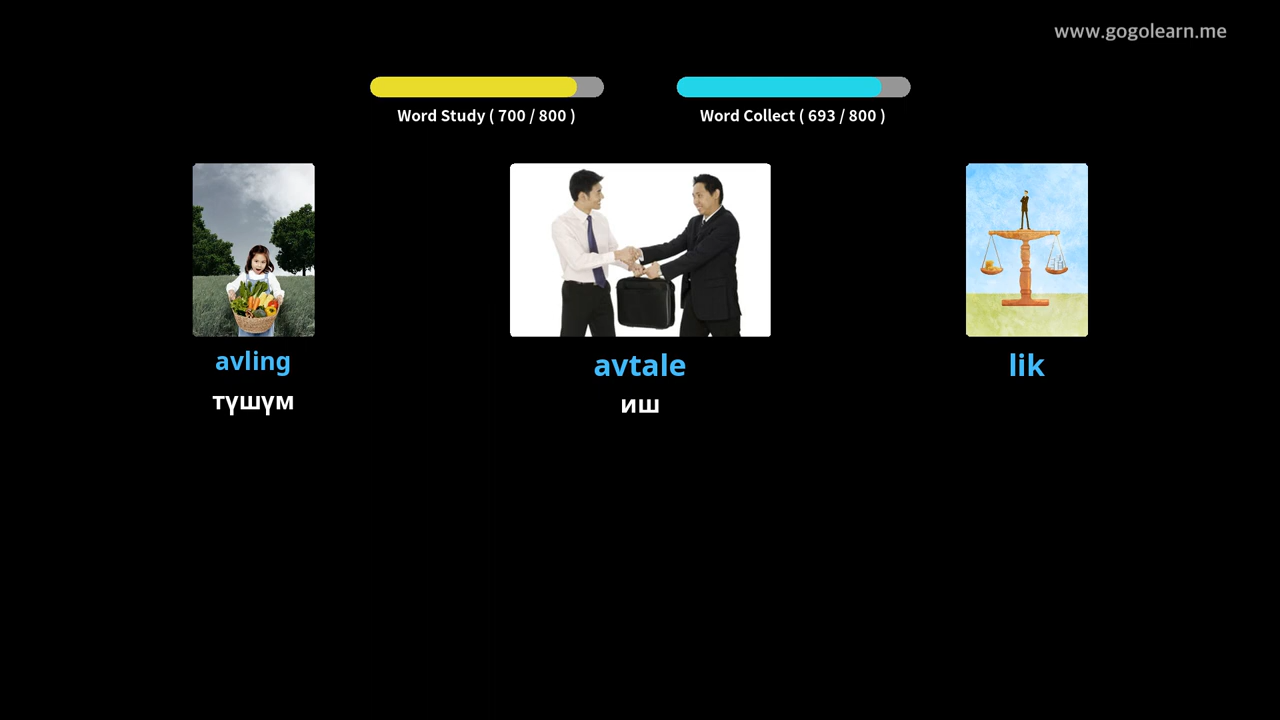 www.gogolearn.me
Word Study ( 700 / 800 )
Word Collect ( 693 / 800 )
avling
түшүм
avtale
иш
lik